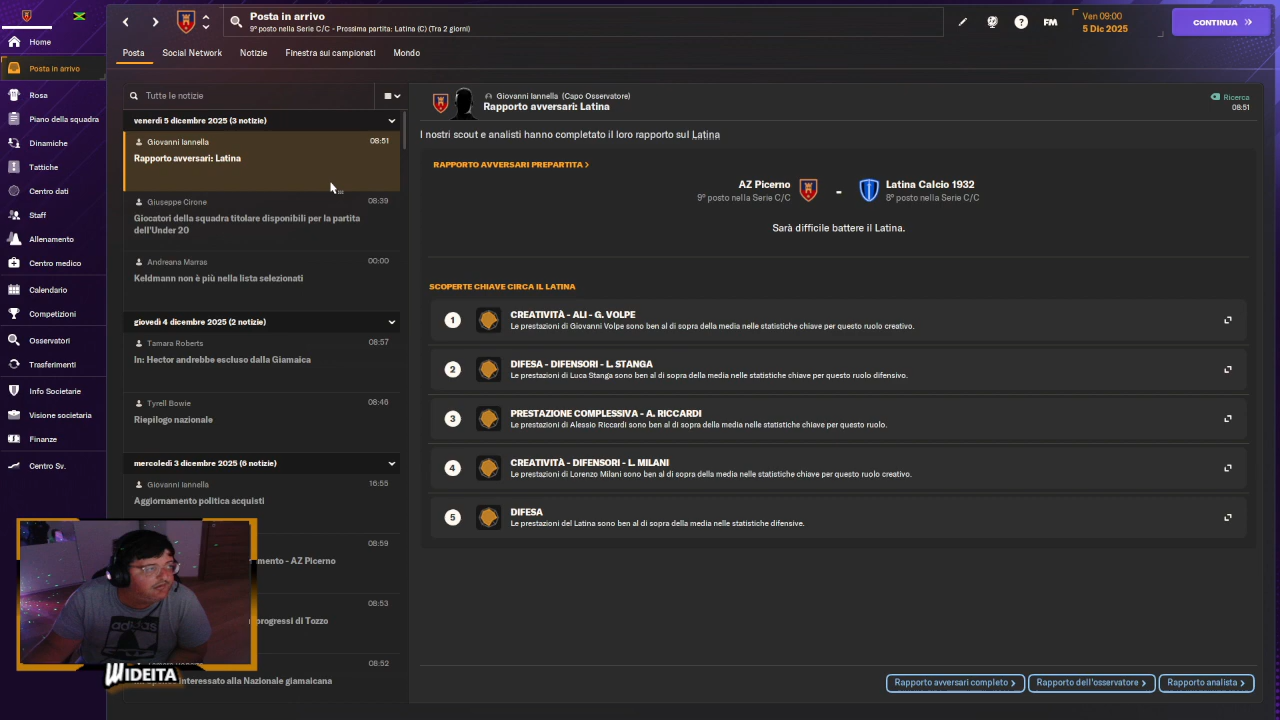 Posta in arrivo
9° posto nella Serie C/C - Prossima partita: Latina (C) (Tra 2 giorni)
FM
Ven 09:00
5 Dic 2025
CONTINUA
Home
Posta in arrivo
Rosa
Piano della squadra
Dinamiche
Tattiche
Centro dati
Staff
Allenamento
Centro medico
Calendario
Competizioni
Osservatori
Trasferimenti
Info Societarie
Visione societaria
Finanze
Centro Sv.
Posta
Social Network
Notizie
Finestra sui campionati
Mondo
Tutte le notizie
venerdì 5 dicembre 2025 (3 notizie)
Giovanni Iannella
08:51
Rapporto avversari: Latina
Giuseppe Cirone
08:39
Giocatori della squadra titolare disponibili per la partita
dell'Under 20
Andreana Marras
00:00
Keldmann non è più nella lista selezionati
giovedì 4 dicembre 2025 (2 notizie)
Tamara Roberts
08:57
In: Hector andrebbe escluso dalla Giamaica
Tyrell Bowie
08:46
Riepilogo nazionale
mercoledì 3 dicembre 2025 (6 notizie)
Giovanni Iannella
16:55
Aggiornamento politica acquisti
08:59
mento - AZ Picerno
08:53
progressi di Tozzo
08:52
interessato alla Nazionale giamaicana
adidas
WIDEITA
Giovanni Iannella (Capo Osservatore)
Rapporto avversari: Latina
Ricerca
08:51
I nostri scout e analisti hanno completato il loro rapporto sul Latina
RAPPORTO AVVERSARI PREPARTITA >
AZ Picerno
9° posto nella Serie C/C
-
Latina Calcio 1932
8° posto nella Serie C/C
Sarà difficile battere il Latina.
SCOPERTE CHIAVE CIRCA IL LATINA
1
CREATIVITÀ - ALI - G. VOLPE
Le prestazioni di Giovanni Volpe sono ben al di sopra della media nelle statistiche chiave per questo ruolo creativo.
2
DIFESA - DIFENSORI - L. STANGA
Le prestazioni di Luca Stanga sono ben al di sopra della media nelle statistiche chiave per questo ruolo difensivo.
3
PRESTAZIONE COMPLESSIVA - A. RICCARDI
Le prestazioni di Alessio Riccardi sono ben al di sopra della media nelle statistiche chiave per questo ruolo.
4
CREATIVITÀ - DIFENSORI - L. MILANI
Le prestazioni di Lorenzo Milani sono ben al di sopra della media nelle statistiche chiave per questo ruolo creativo.
5
DIFESA
Le prestazioni del Latina sono ben al di sopra della media nelle statistiche difensive.
Rapporto avversari completo >
Rapporto dell'osservatore >
Rapporto analista >